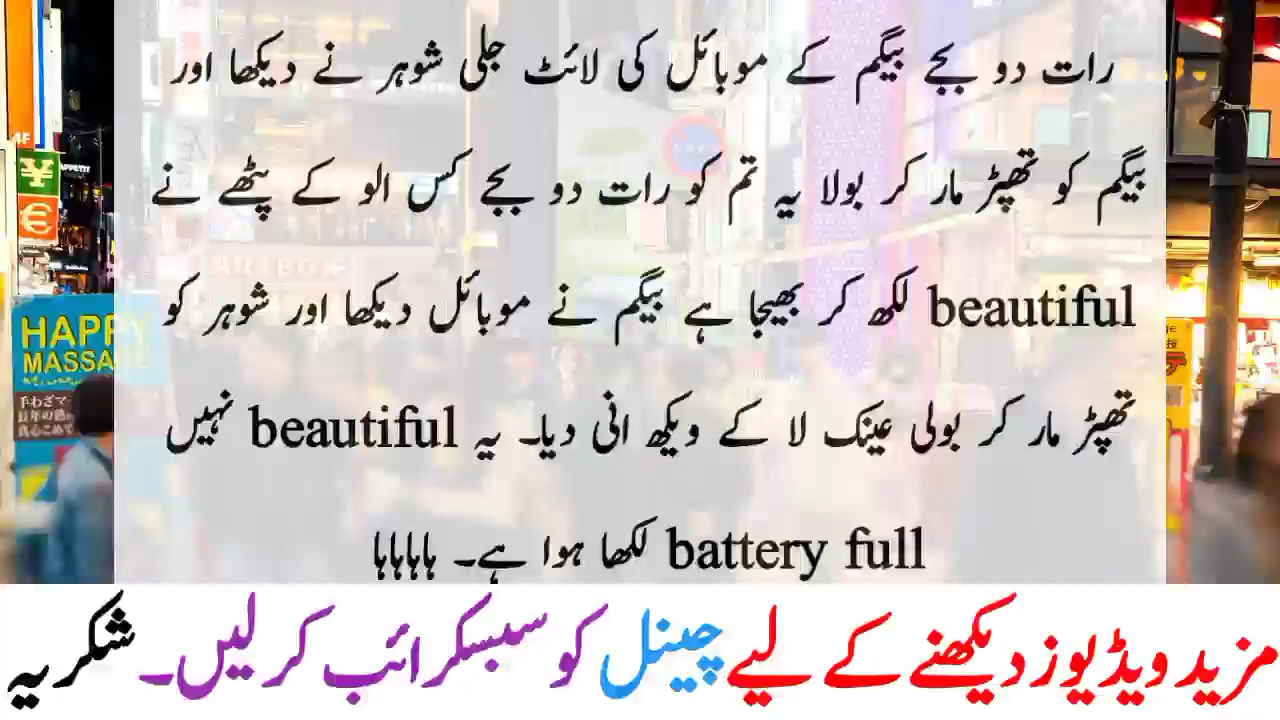 رات دو بجے بیگم کے موبائل کی لائٹ جلی شوہر نے دیکھا اور
بیگم کو تھپڑ مار کر بولا یہ تم کو رات دو بجے کس الو کے پٹھے نے
beautiful لکھ کر بھیجا ہے بیگم نے موبائل دیکھا اور شوہر کو
تھپڑ مار کر بولی عینک لا کے ویکھ انی دیا۔ یہ beautiful نہیں
battery full لکھا ہوا ہے۔ ہاہاہاہا
مزید ویڈیوز دیکھنے کے لیے چینل کو سبسکرائب کر لیں۔ شکریہ
4F
¥
€
HAPPY
MASSA